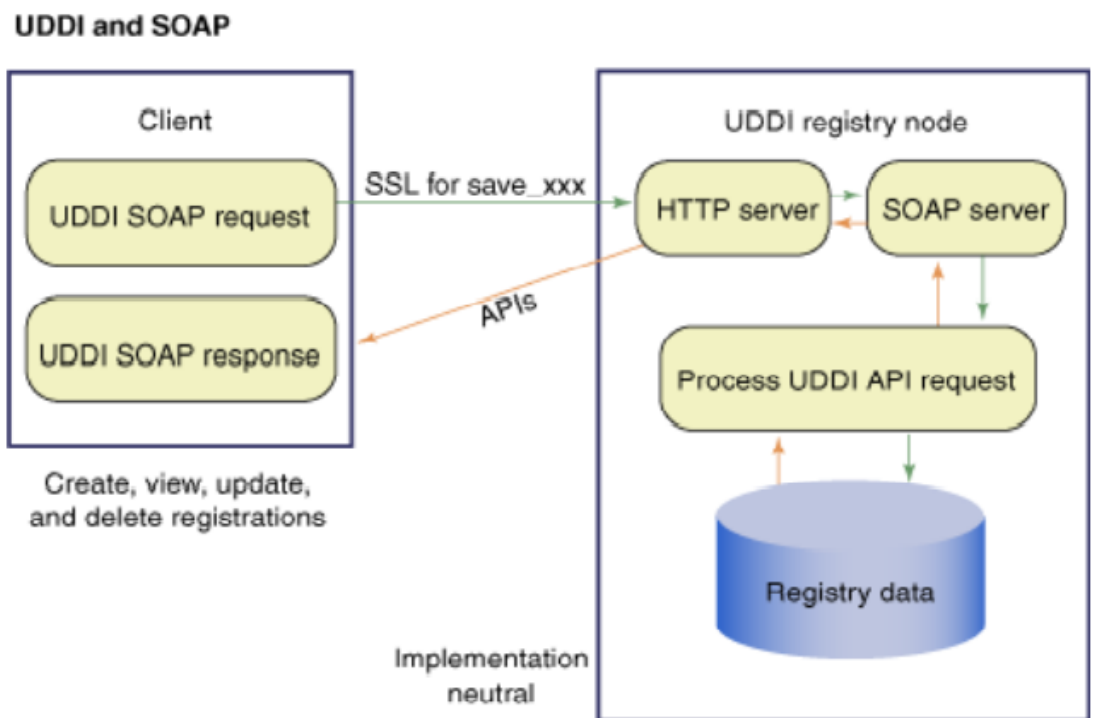 UDDI and SOAP
Client
UDDI SOAP request
UDDI SOAP response
Create, view, update,
and delete registrations
SSL for save_xxx
APIs
UDDI registry node
HTTP server
SOAP server
Process UDDI API request
Registry data
Implementation
neutral